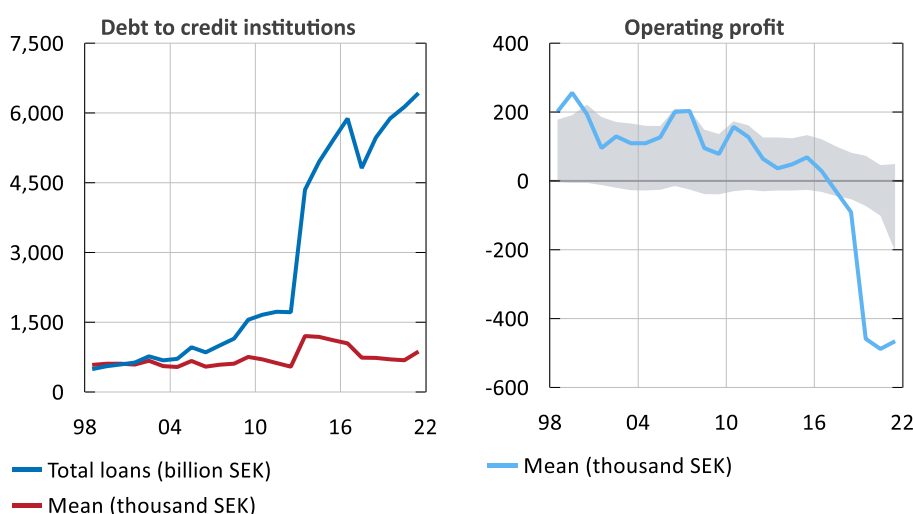 Debt to credit institutions
7,500
6,000
4,500
3,000
1,500
0
98 04 10 16 22
Total loans (billion SEK)
Mean (thousand SEK)
Operating profit
400
200
0
-200
-400
-600
98 04 10 16 22
Mean (thousand SEK)